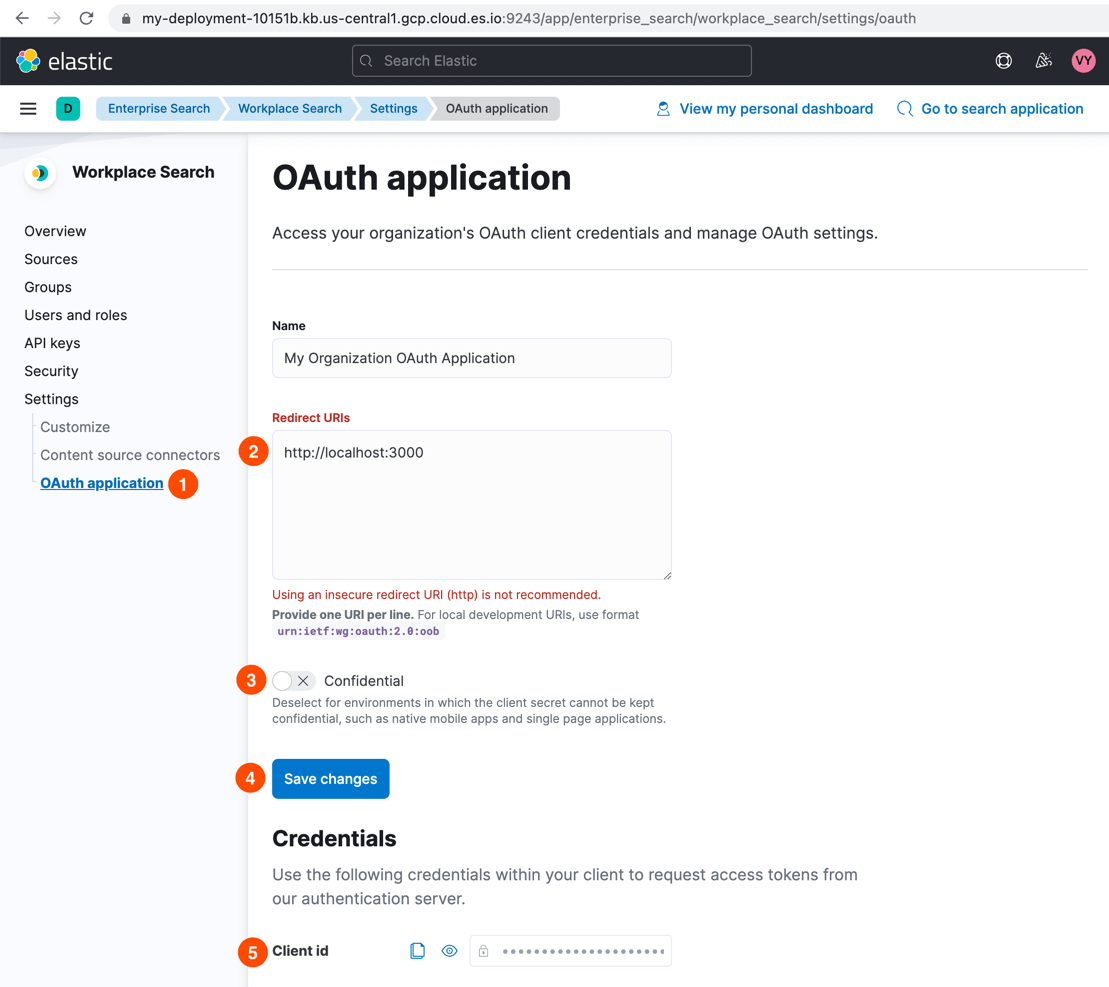 my-deployment-10151b.kb.us-central1.gcp.cloud.es.io:9243/app/enterprise_search/workplace_search/settings/oauth
elastic
Search Elastic
VY
D
Enterprise Search
Workplace Search
Settings
OAuth application
View my personal dashboard
Go to search application
Workplace Search
Overview
Sources
Groups
Users and roles
API keys
Security
Settings
Customize
Content source connectors
OAuth application
1
OAuth application
Access your organization's OAuth client credentials and manage OAuth settings.
Name
My Organization OAuth Application
Redirect URIs
2
http://localhost:3000
Using an insecure redirect URI (http) is not recommended.
Provide one URI per line. For local development URIs, use format
urn:ietf:wg:oauth:2.0:oob
3
Confidential
Deselect for environments in which the client secret cannot be kept
confidential, such as native mobile apps and single page applications.
4
Save changes
Credentials
Use the following credentials within your client to request access tokens from
our authentication server.
5
Client id